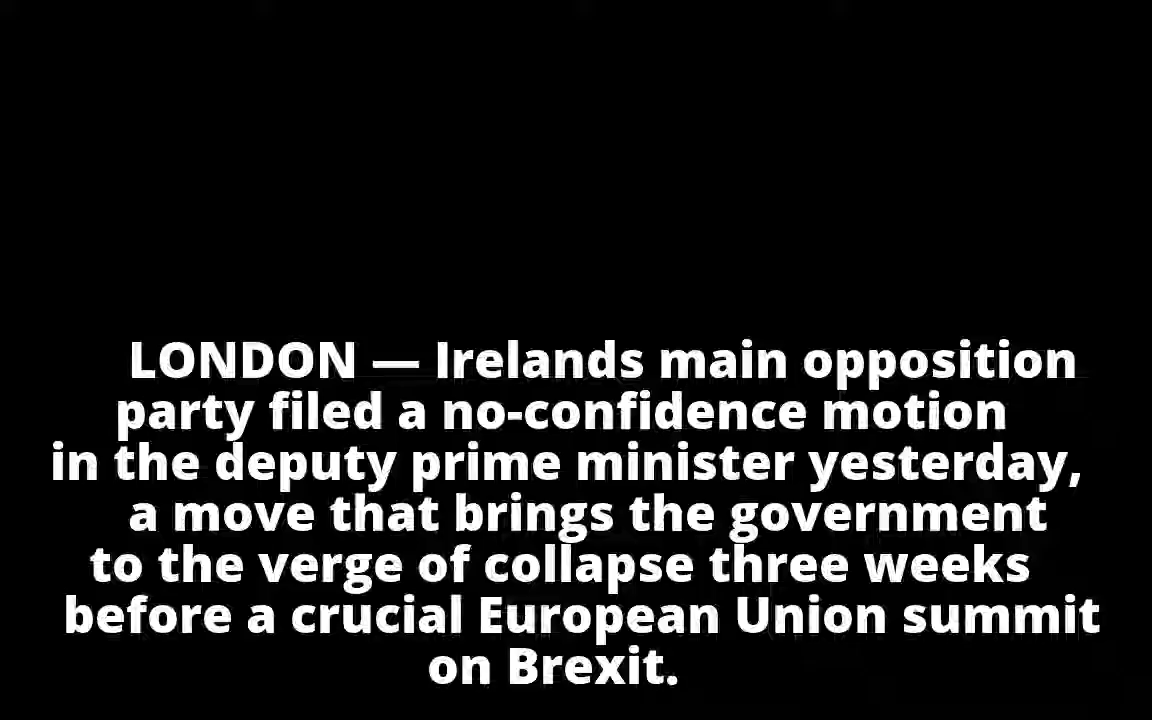 LONDON — Irelands main opposition
party filed a no-confidence motion
in the deputy prime minister yesterday,
a move that brings the government
to the verge of collapse three weeks
before a crucial European Union summit
on Brexit.